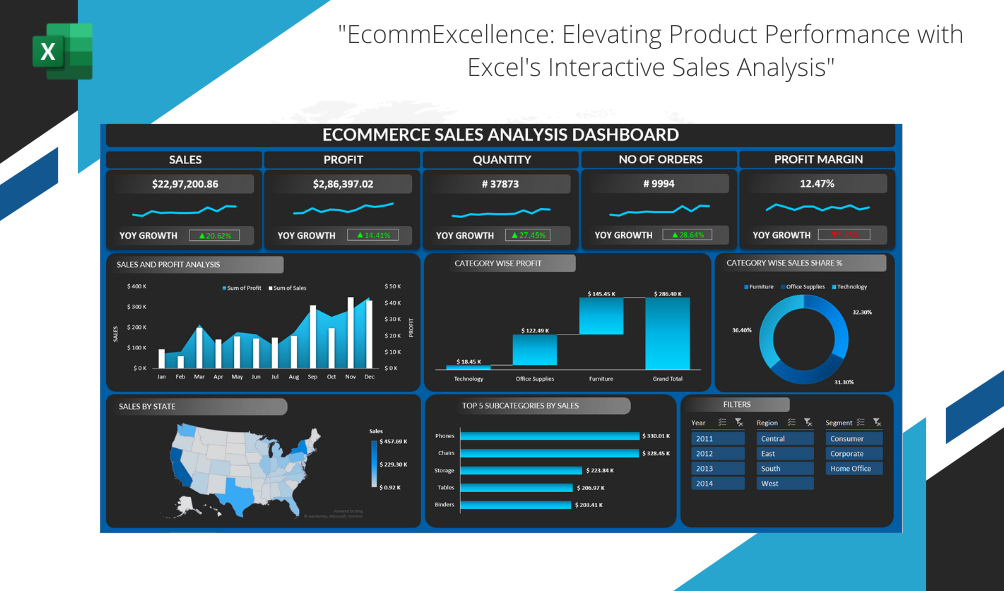 "EcommExcellence: Elevating Product Performance with
Excel's Interactive Sales Analysis"
X
ECOMMERCE SALES ANALYSIS DASHBOARD
SALES
$22,97,200.86
YOY GROWTH ▲20.62%
PROFIT
$2,86,397.02
YOY GROWTH ▲14.41%
QUANTITY
# 37873
YOY GROWTH ▲27.45%
NO OF ORDERS
# 9994
YOY GROWTH ▲28.64%
PROFIT MARGIN
12.47%
YOY GROWTH
SALES AND PROFIT ANALYSIS
Sum of Profit Sum of Sales
$ 400 K
$ 300 K
$ 200 K
$ 100 K
$ 0 K
SALES
$ 50 K
$ 40 K
$ 30 K
$ 20 K
$ 10 K
$ 0 K
PROFIT
Jan Feb Mar Apr May Jun Jul Aug Sep Oct Nov Dec
CATEGORY WISE PROFIT
$ 18.45 K
$ 122.49 K
$ 145.45 K
$ 286.40 K
Technology Office Supplies Furniture Grand Total
CATEGORY WISE SALES SHARE %
Furniture Office Supplies Technology
32.30%
36.40%
31.30%
SALES BY STATE
Sales
$ 457.69 K
$ 229.30 K
$ 0.92 K
TOP 5 SUBCATEGORIES BY SALES
Phones $ 330.01 K
Chairs $ 328.45 K
Storage $ 223.84 K
Tables $ 206.97 K
Binders $ 203.41 K
FILTERS
Year
2011
2012
2013
2014
Region
Central
East
South
West
Segment
Consumer
Corporate
Home Office